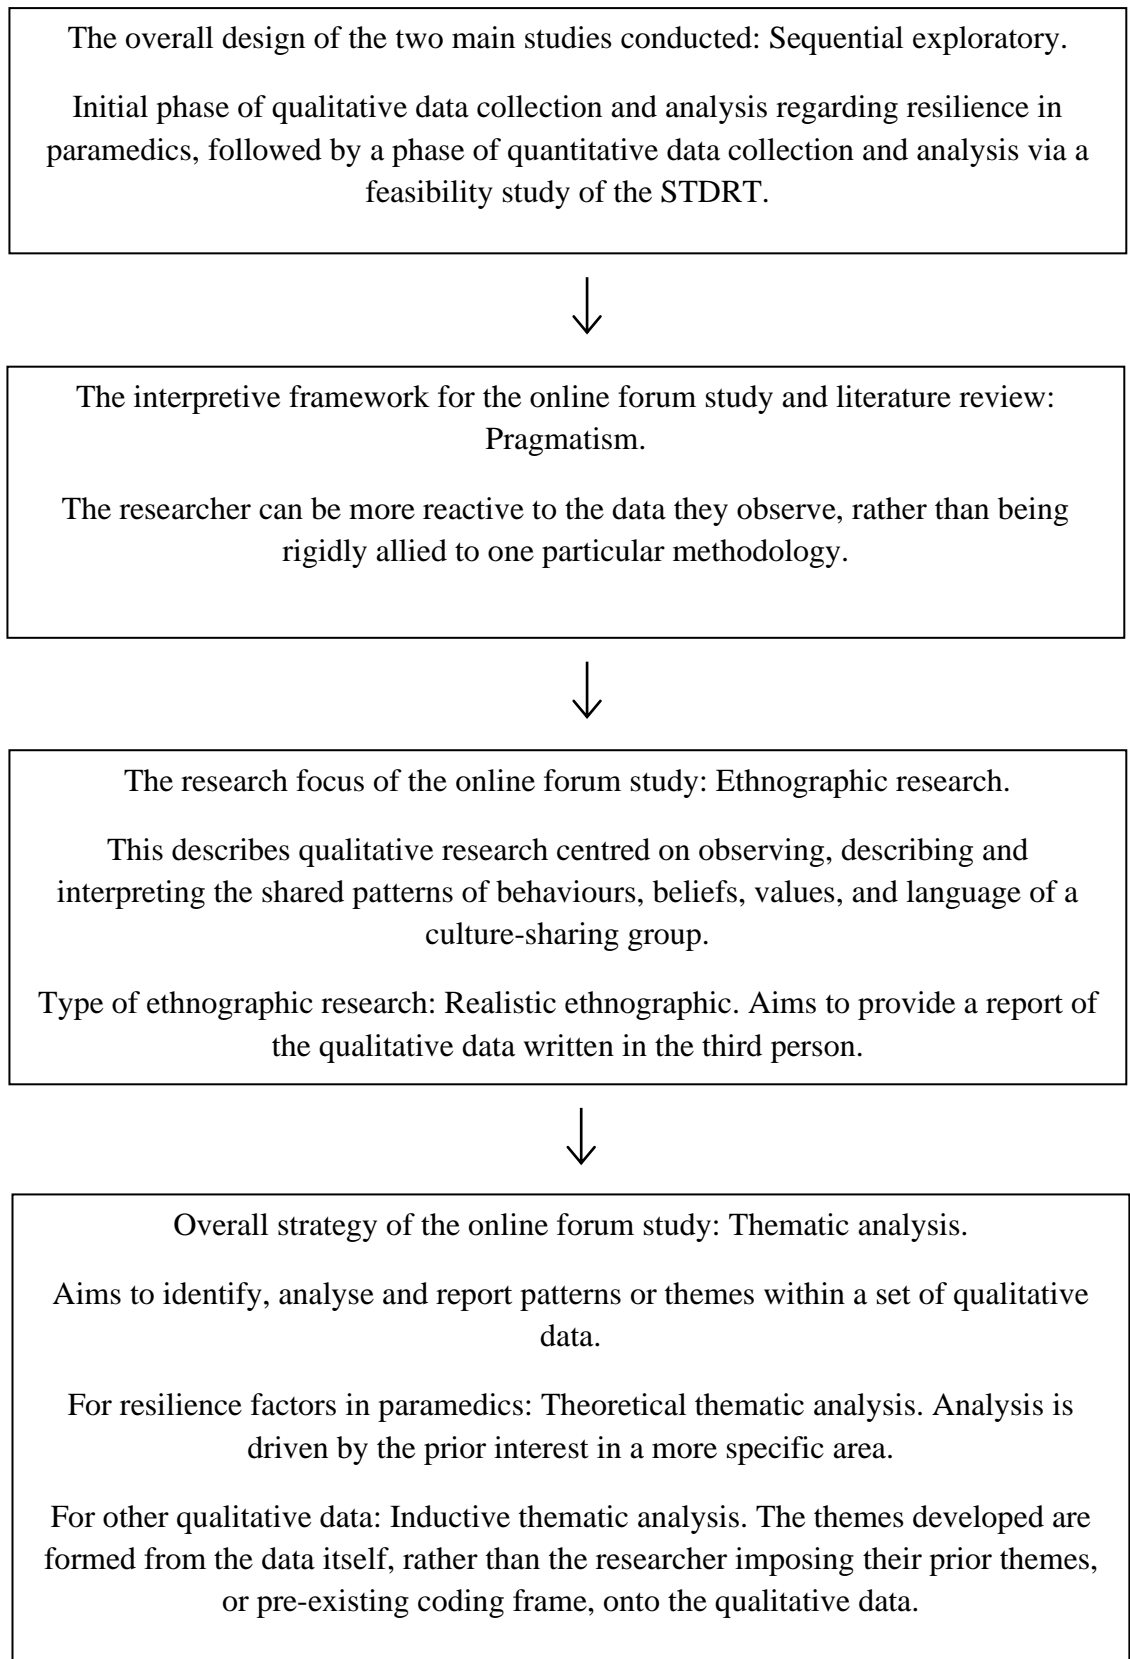 The overall design of the two main studies conducted: Sequential exploratory.
Initial phase of qualitative data collection and analysis regarding resilience in
paramedics, followed by a phase of quantitative data collection and analysis via a
feasibility study of the STDRT.
The interpretive framework for the online forum study and literature review:
Pragmatism.
The researcher can be more reactive to the data they observe, rather than being
rigidly allied to one particular methodology.
The research focus of the online forum study: Ethnographic research.
This describes qualitative research centred on observing, describing and
interpreting the shared patterns of behaviours, beliefs, values, and language of a
culture-sharing group.
Type of ethnographic research: Realistic ethnographic. Aims to provide a report of
the qualitative data written in the third person.
Overall strategy of the online forum study: Thematic analysis.
Aims to identify, analyse and report patterns or themes within a set of qualitative
data.
For resilience factors in paramedics: Theoretical thematic analysis. Analysis is
driven by the prior interest in a more specific area.
For other qualitative data: Inductive thematic analysis. The themes developed are
formed from the data itself, rather than the researcher imposing their prior themes,
or pre-existing coding frame, onto the qualitative data.